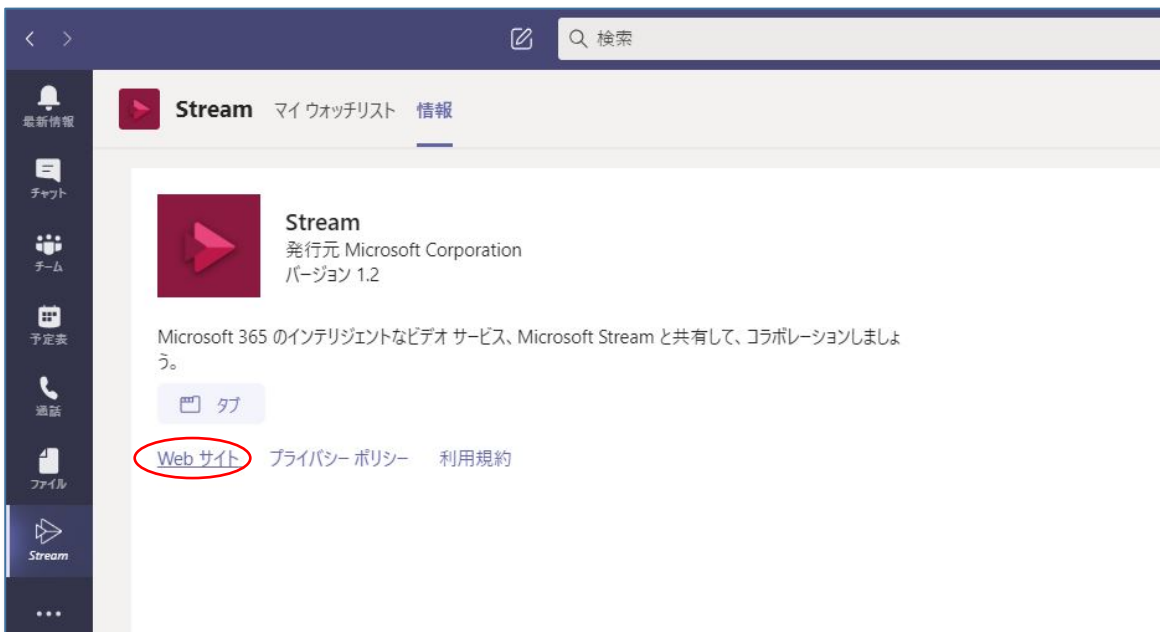 検索
最新情報
チャット
チーム
予定表
通話
ファイル
Stream
Stream マイ ウォッチリスト 情報
Stream
発行元 Microsoft Corporation
バージョン 1.2
Microsoft 365 のインテリジェントなビデオ サービス、Microsoft Stream と共有して、コラボレーションしましょ
う。
タブ
Web サイト プライバシー ポリシー 利用規約